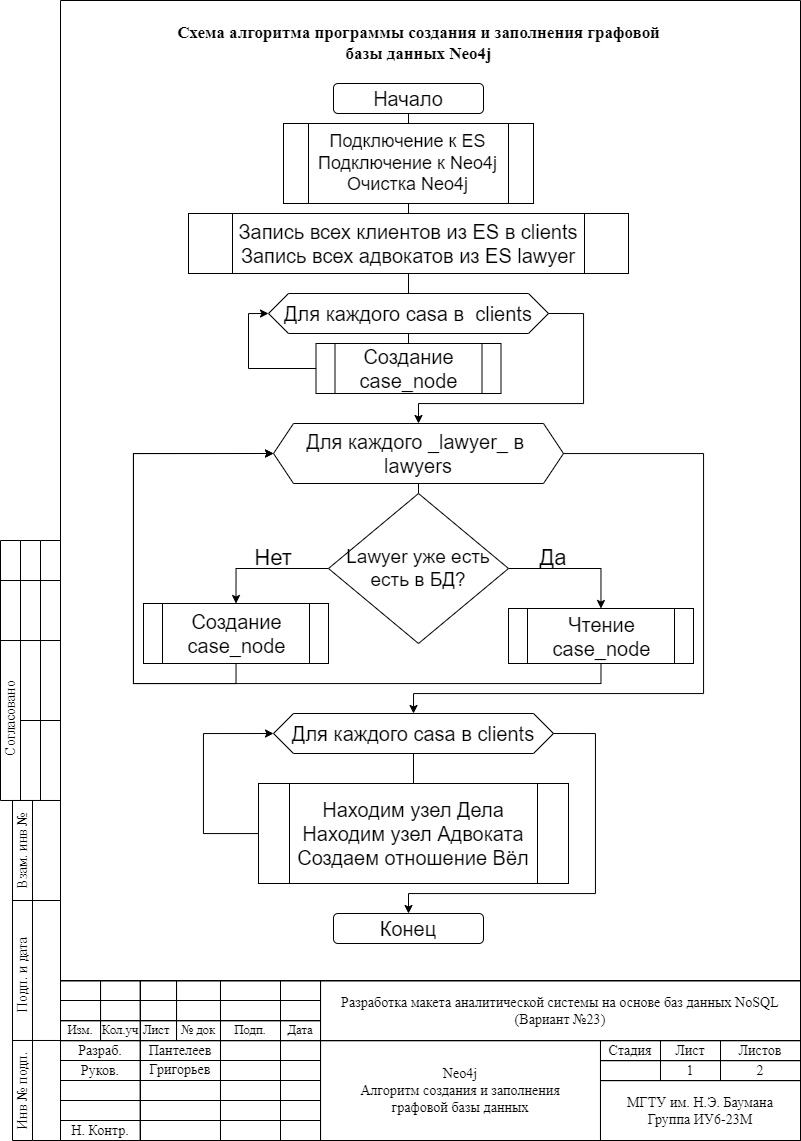 Схема алгоритма программы создания и заполнения графовой
базы данных Neo4j
Начало
Подключение к ES
Подключение к Neo4j
Очистка Neo4j
Запись всех клиентов из ES в clients
Запись всех адвокатов из ES lawyer
Для каждого casa в clients
Создание
case_node
Для каждого _lawyer_ в
lawyers
Lawyer уже есть
есть в БД?
Нет
Да
Создание
case_node
Чтение
case_node
Для каждого casa в clients
Находим узел Дела
Находим узел Адвоката
Создаем отношение Вёл
Конец
Согласовано
Взам. инв №
Подп. и дата
Инв № подп.
Изм.
Кол.уч
Лист
№ док
Подп.
Дата
Разраб.
Пантелеев
Руков.
Григорьев
Н. Контр.
Разработка макета аналитической системы на основе баз данных NoSQL
(Вариант №23)
Neo4j
Алгоритм создания и заполнения
графовой базы данных
Стадия
Лист
Листов
1
2
МГТУ им. Н.Э. Баумана
Группа ИУ6-23М